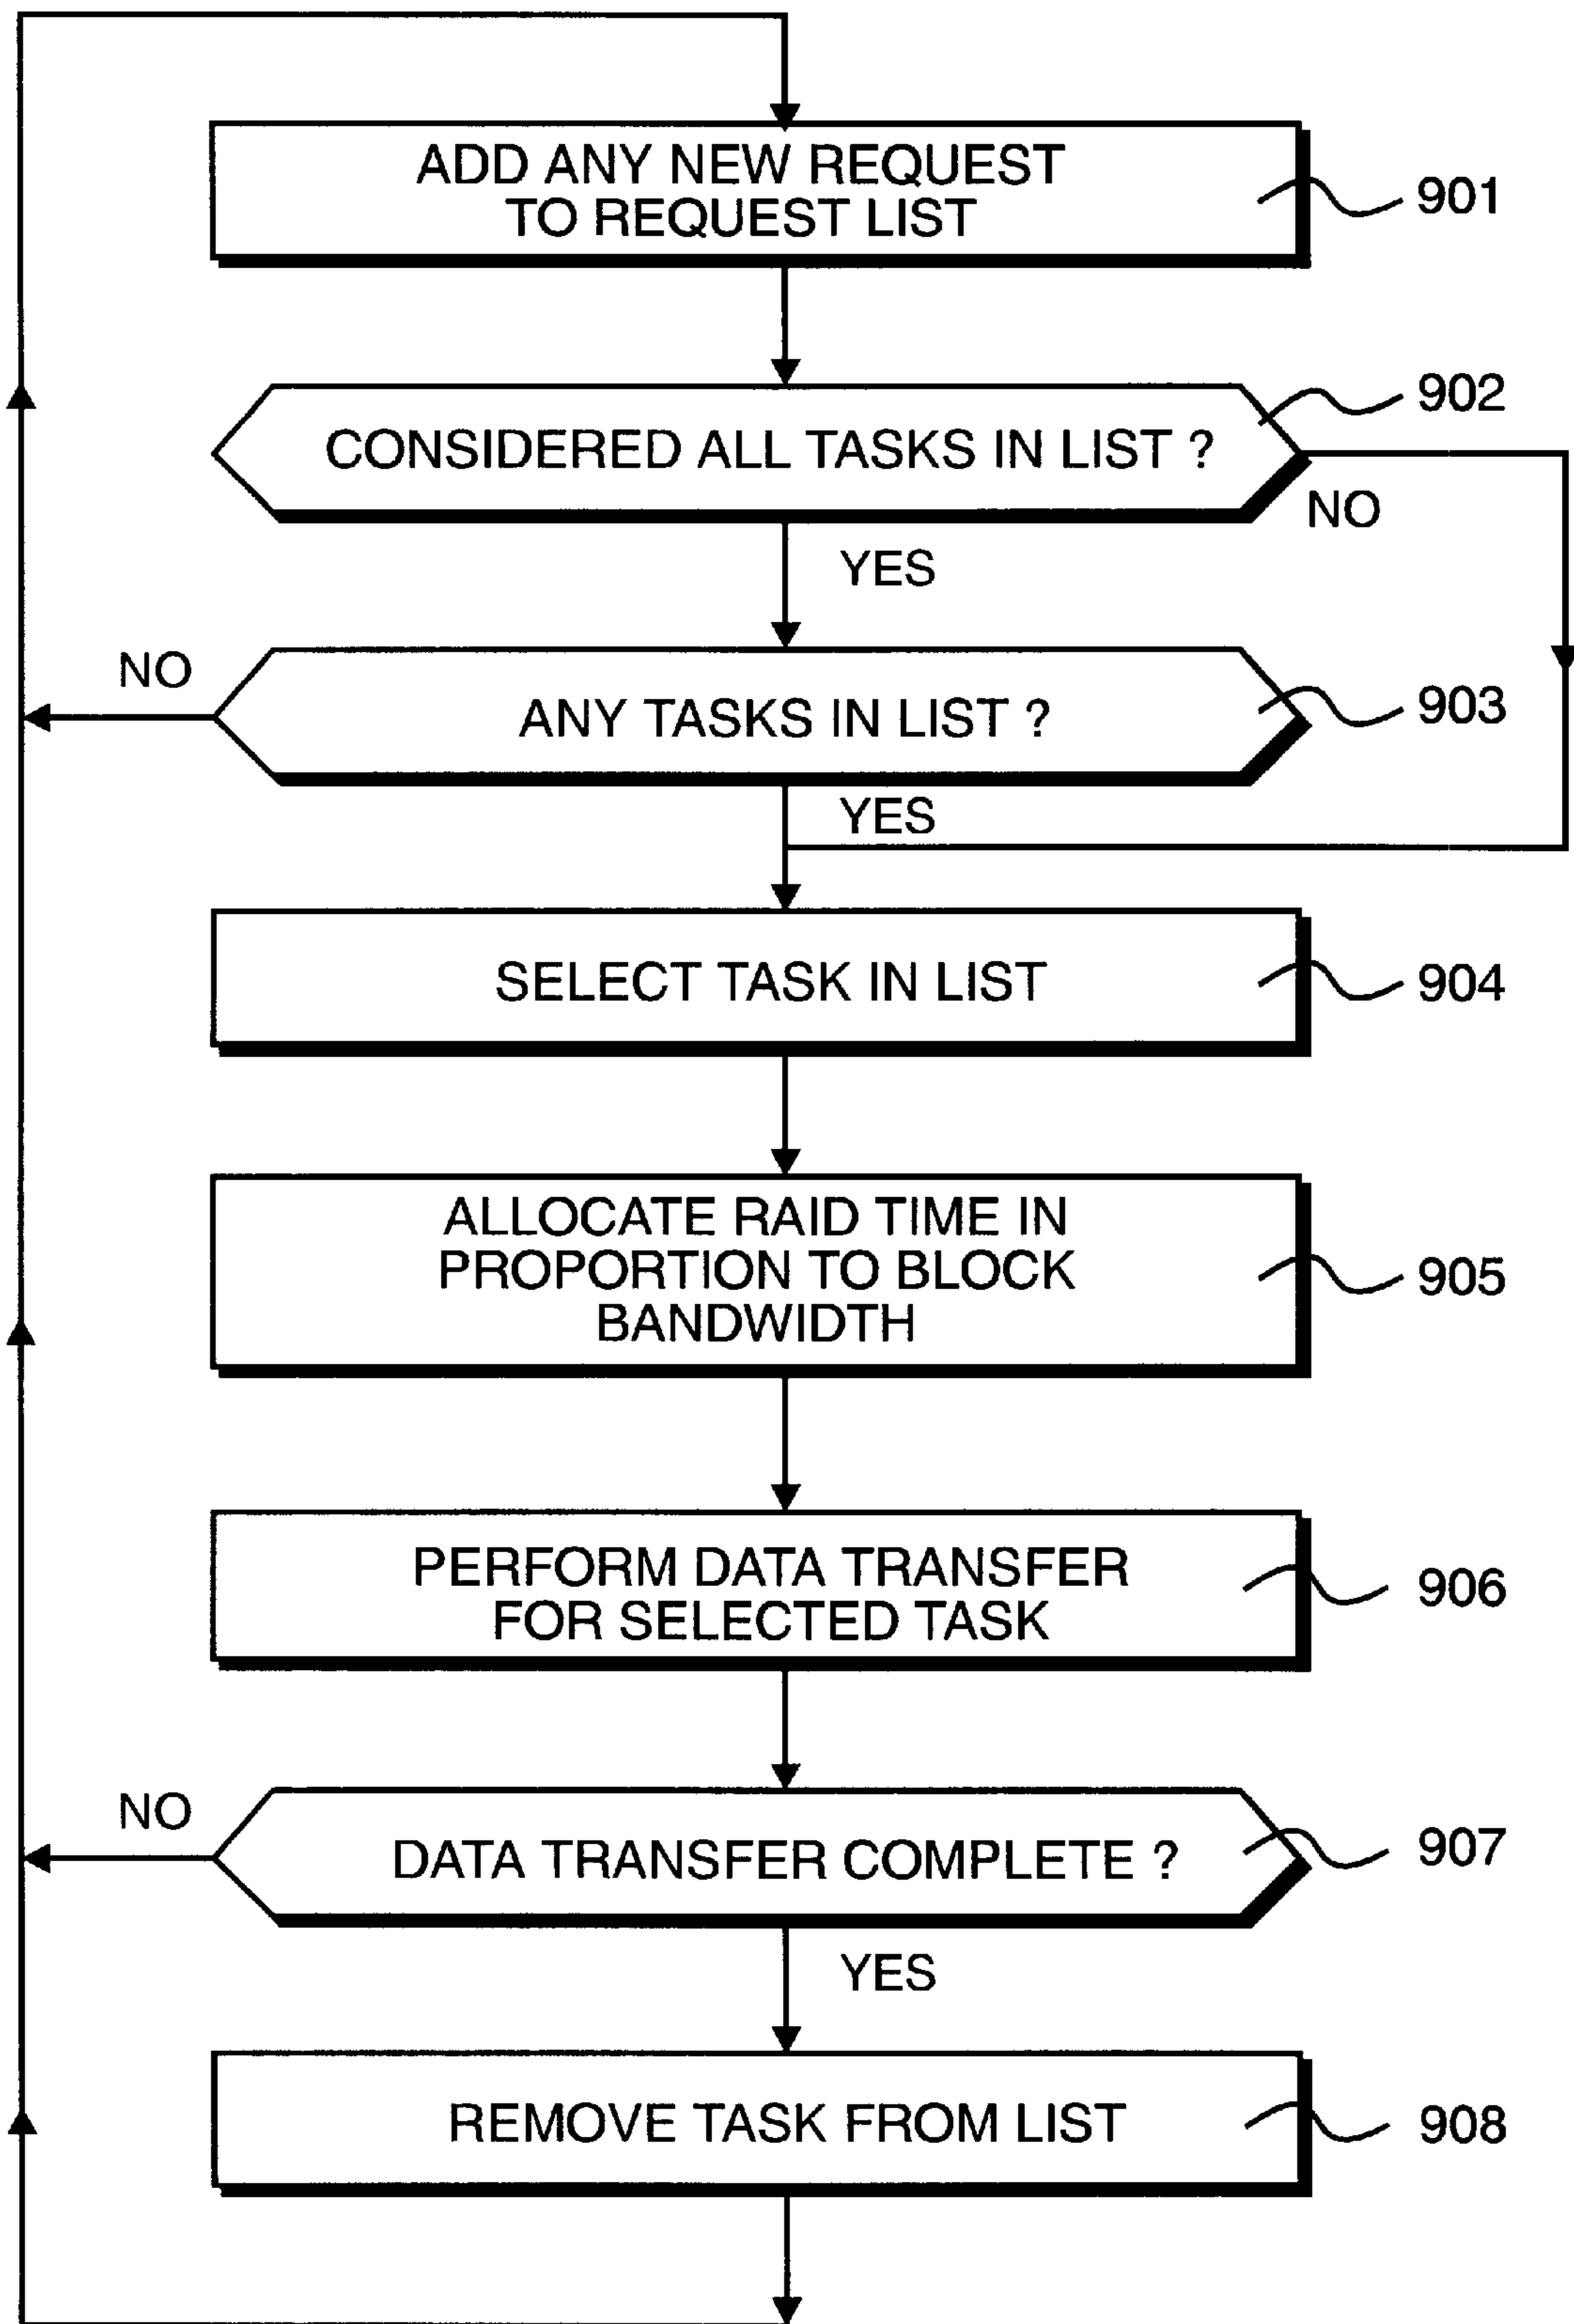 ADD ANY NEW REQUEST
TO REQUEST LIST
901
902
CONSIDERED ALL TASKS IN LIST ?
NO
YES
NO
ANY TASKS IN LIST ?
903
YES
SELECT TASK IN LIST
904
ALLOCATE RAID TIME IN
PROPORTION TO BLOCK
BANDWIDTH
905
PERFORM DATA TRANSFER
FOR SELECTED TASK
906
NO
DATA TRANSFER COMPLETE ?
907
YES
REMOVE TASK FROM LIST
908